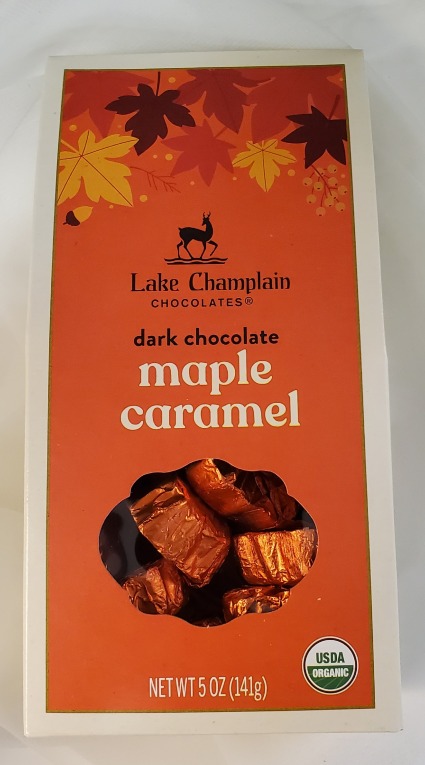 Lake Champlain
CHOCOLATES®
dark chocolate
maple
caramel
USDA
ORGANIC
NET WT 5 OZ (141g)